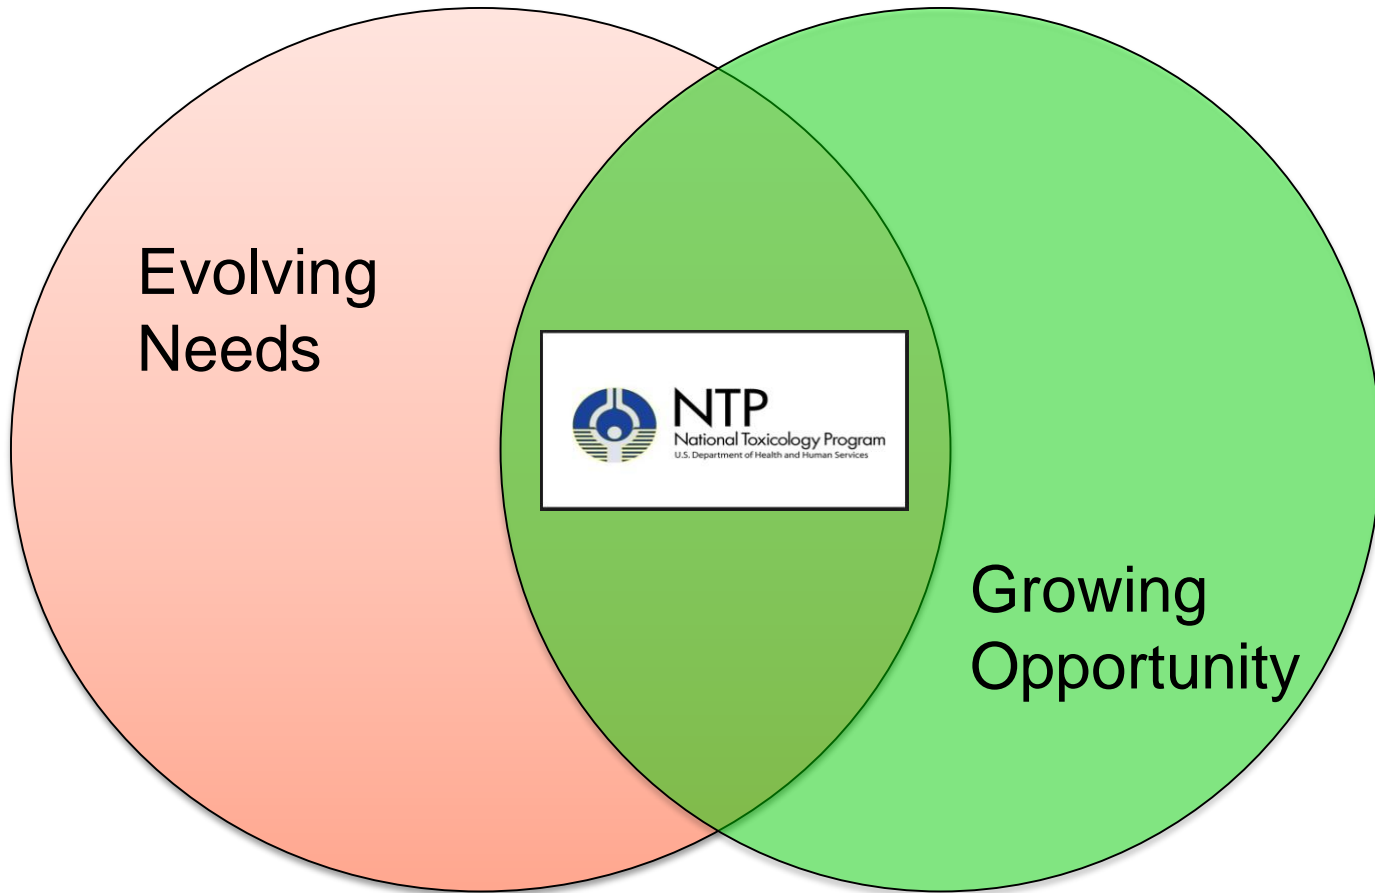 Evolving
Needs
NTP
National Toxicology Program
U.S. Department of Health and Human Services
Growing
Opportunity